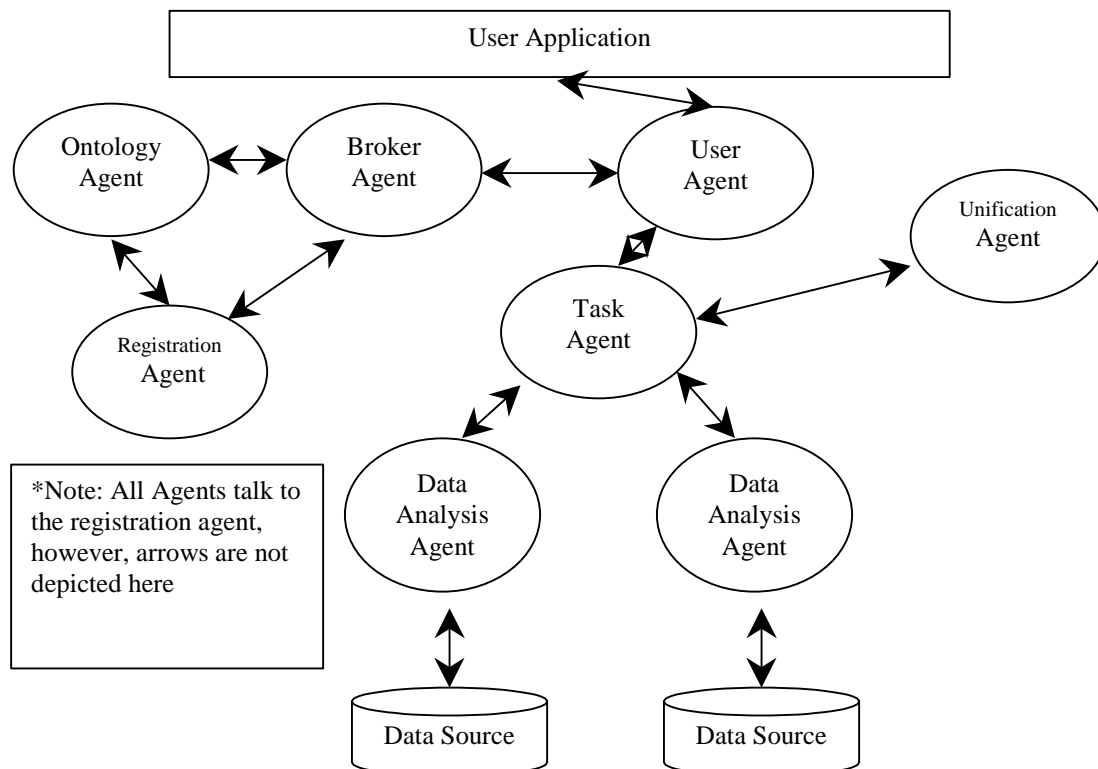 User Application
Ontology
Agent
Broker
Agent
User
Agent
Unification
Agent
Task
Agent
Registration
Agent
*Note: All Agents talk to
the registration agent,
however, arrows are not
depicted here
Data
Analysis
Agent
Data
Analysis
Agent
Data Source
Data Source